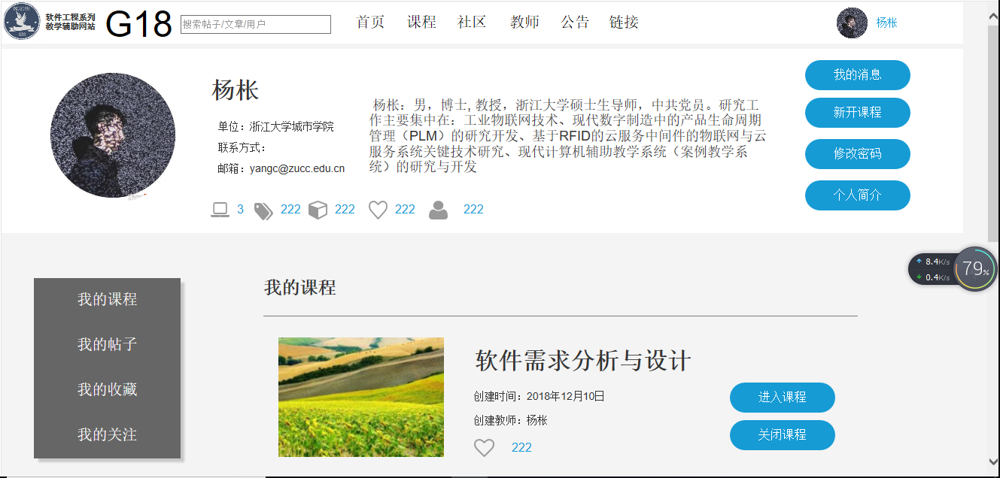 软件工程系列
教学辅助网站
G18
搜索帖子/文章/用户
首页 课程 社区 教师 公告 链接
杨枨
杨枨
单位：浙江大学城市学院
联系方式：
邮箱：yangc@zucc.edu.cn
杨枨：男，博士, 教授，浙江大学硕士生导师，中共党员。研究工
作主要集中在：工业物联网技术、现代数字制造中的产品生命周期
管理（PLM）的研究开发、基于RFID的云服务中间件的物联网与云
服务系统关键技术研究、现代计算机辅助教学系统（案例教学系
统）的研究与开发
我的消息
新开课程
修改密码
个人简介
3 222 222 222 222
8.4K/s
0.4K/s
79%
我的课程
我的帖子
我的收藏
我的关注
我的课程
软件需求分析与设计
创建时间：2018年12月10日
创建教师：杨枨
222
进入课程
关闭课程